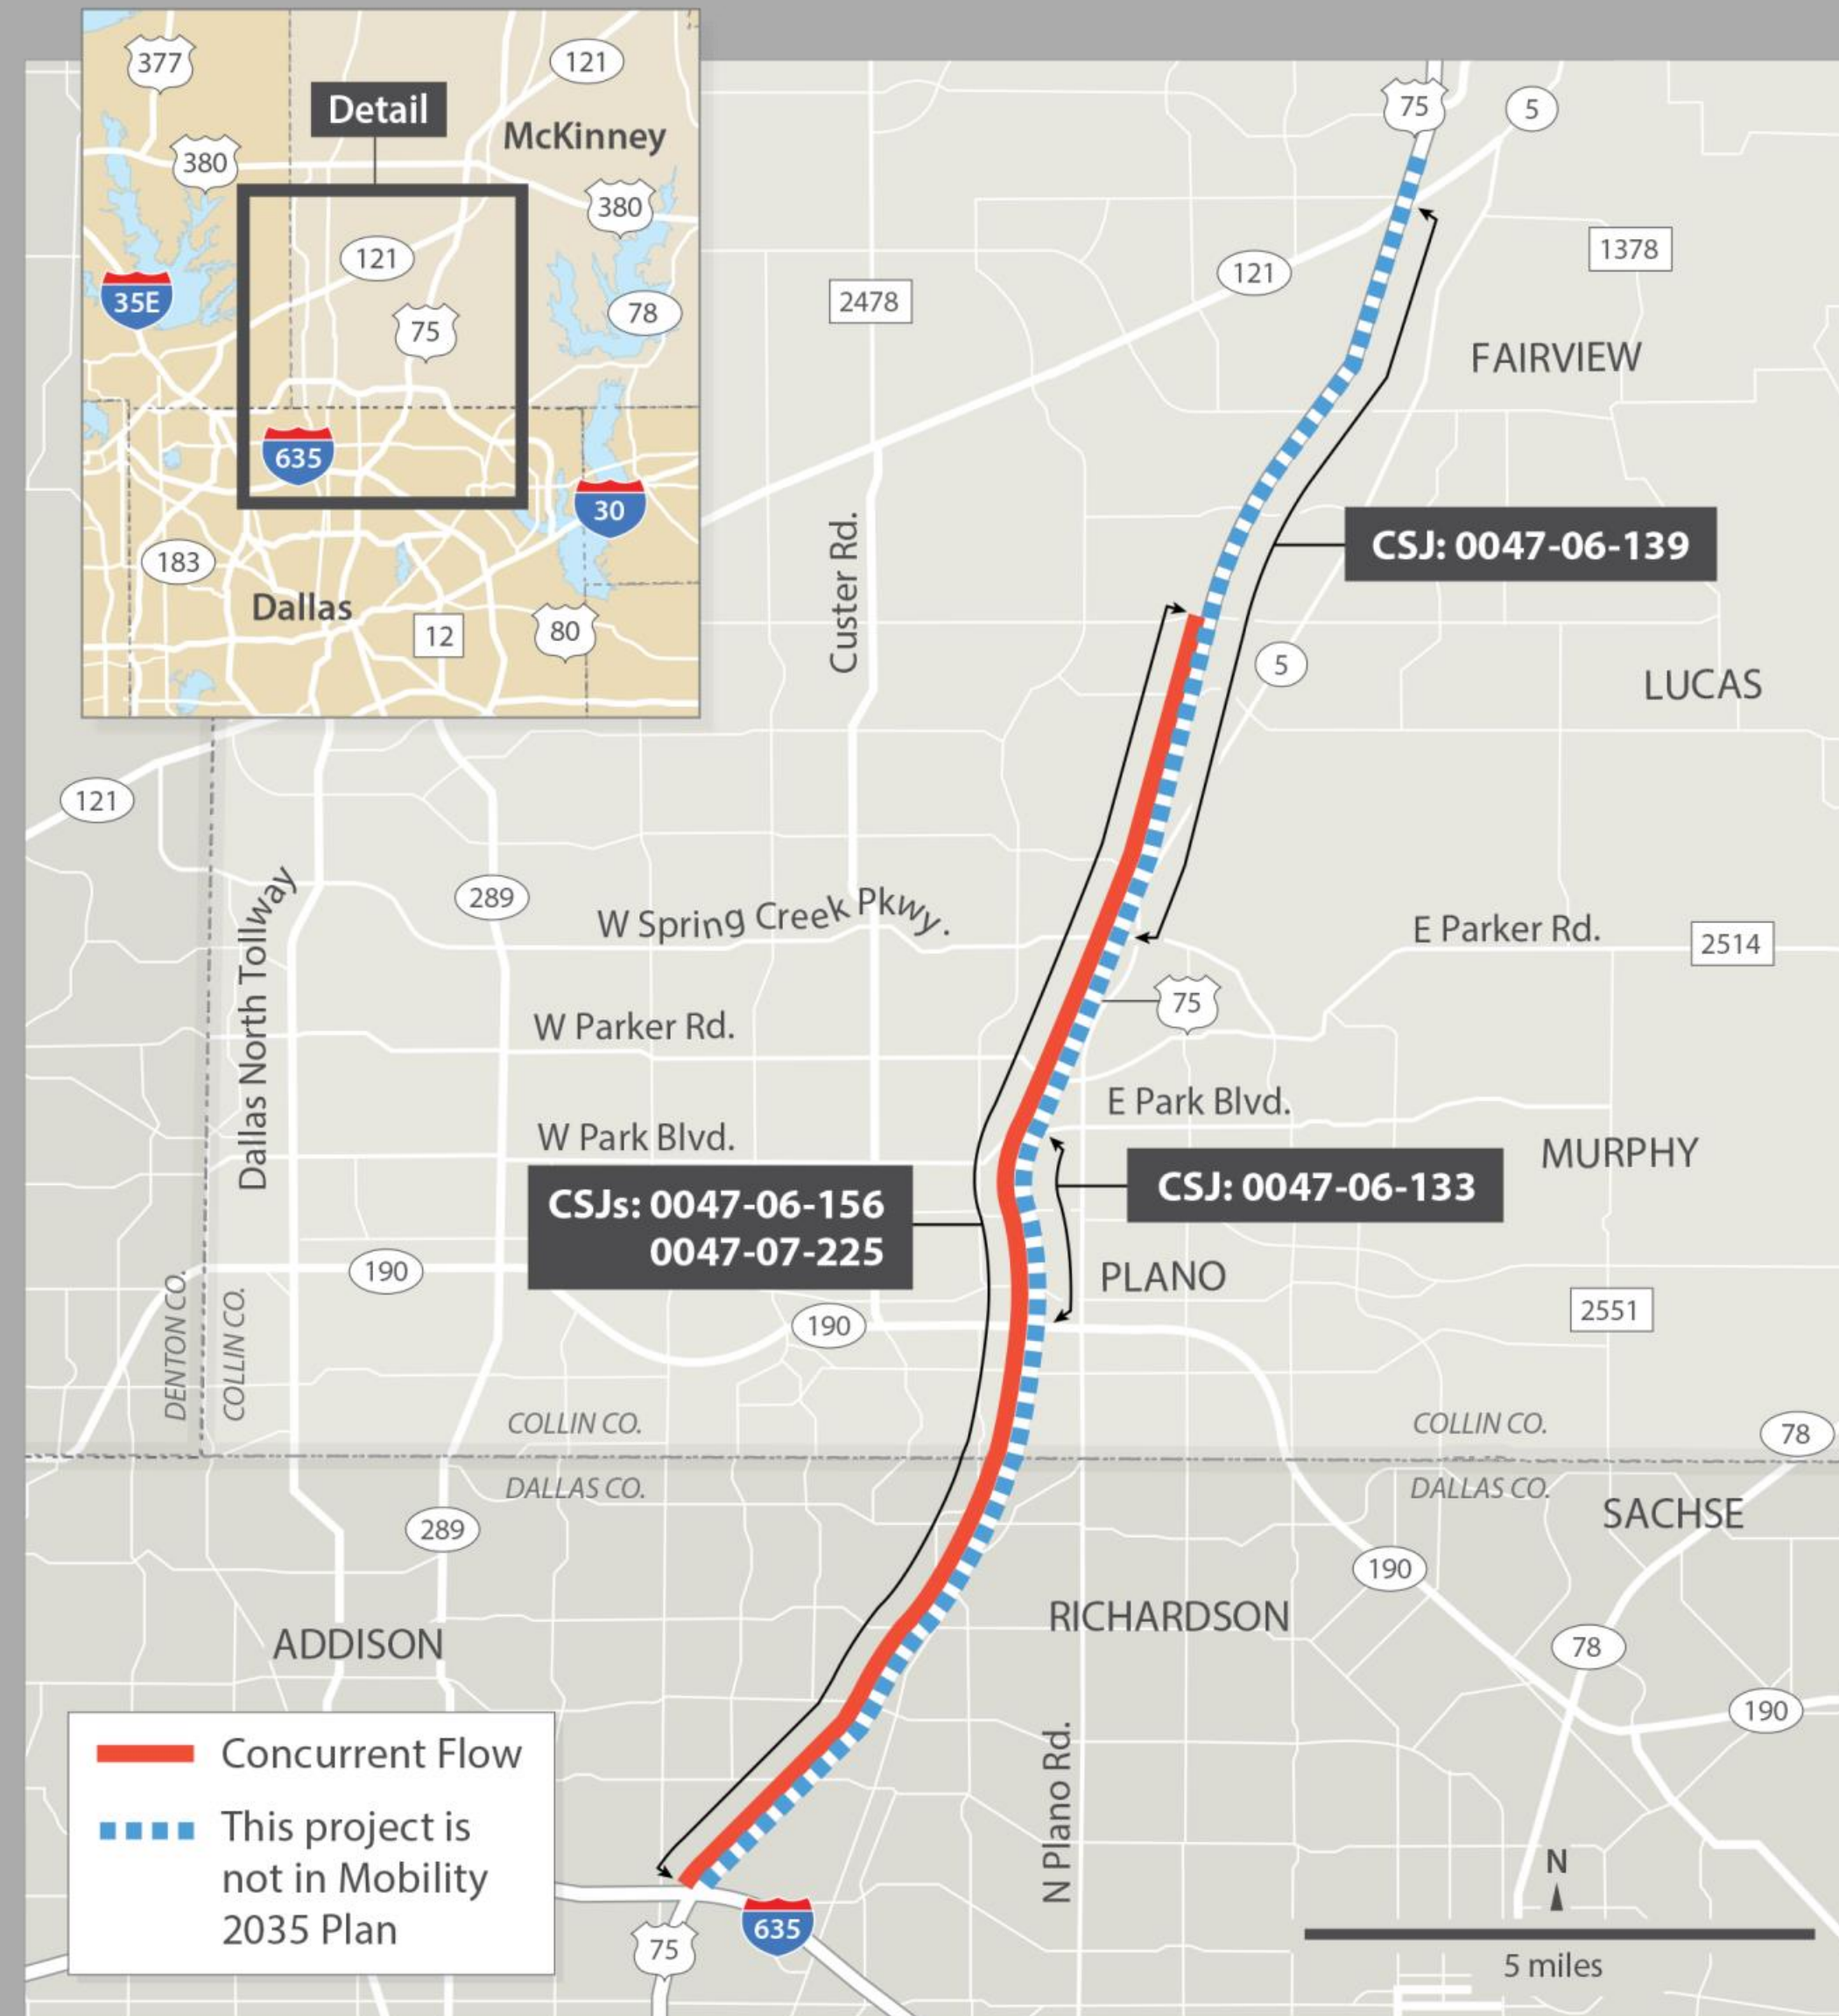 377
121
Detail
McKinney
380
380
121
35E
75
78
635
30
183
Dallas
12
80
75
5
1378
121
2478
FAIRVIEW
Custer Rd.
CSJ: 0047-06-139
5
LUCAS
121
289
W Spring Creek Pkwy.
E Parker Rd.
2514
Dallas North Tollway
75
W Parker Rd.
E Park Blvd.
W Park Blvd.
MURPHY
CSJs: 0047-06-156
0047-07-225
CSJ: 0047-06-133
190
PLANO
2551
190
DENTON CO.
COLLIN CO.
COLLIN CO.
COLLIN CO.
78
DALLAS CO.
DALLAS CO.
SACHSE
289
190
RICHARDSON
ADDISON
78
190
Concurrent Flow
This project is
not in Mobility
2035 Plan
N Plano Rd.
N
635
75
5 miles